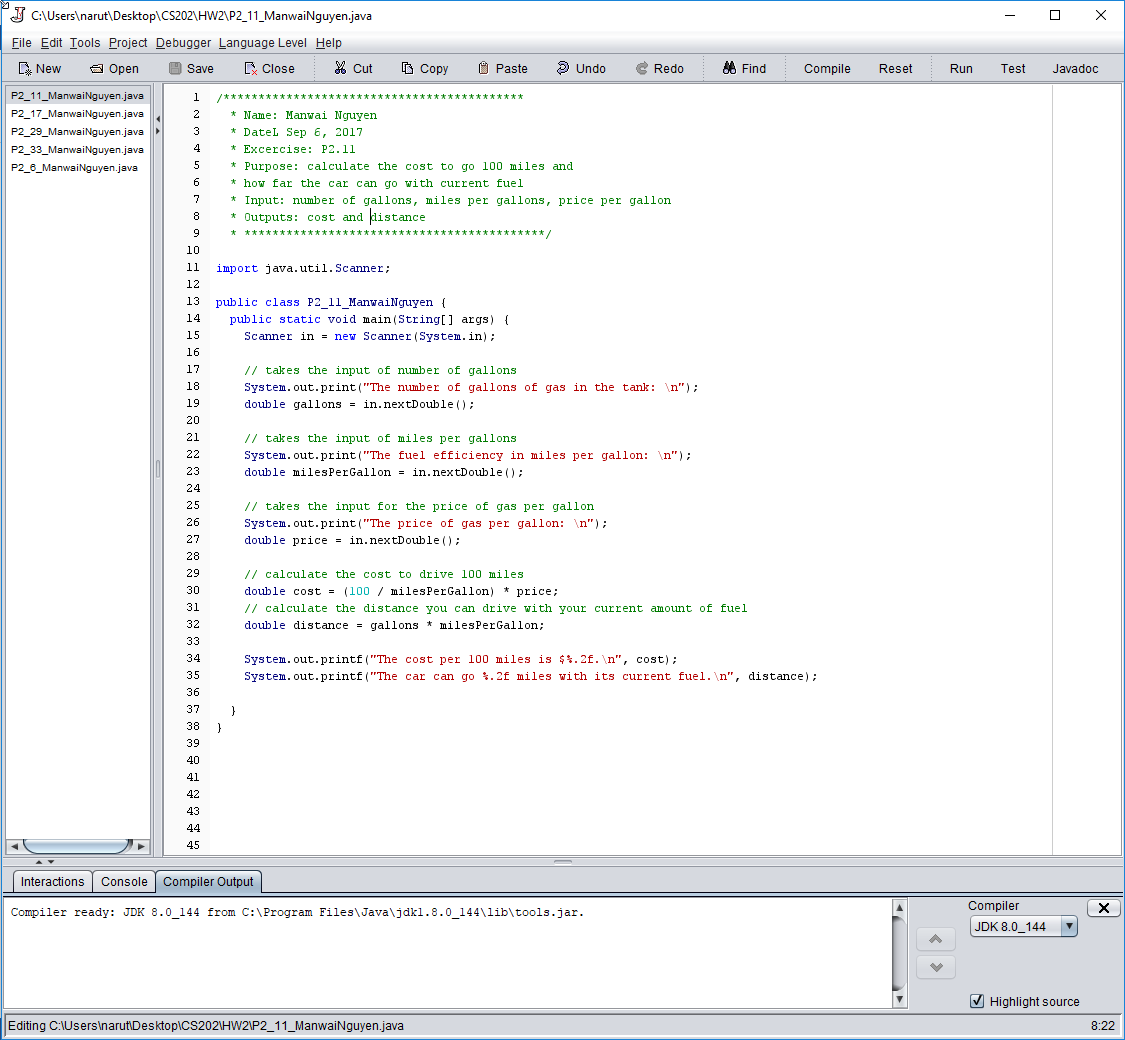 C:\Users\narut\Desktop\CS202\HW2\P2_11_ManwaiNguyen.java
File Edit Tools Project Debugger Language Level Help
New Open Save Close Cut Copy Paste Undo Redo Find Compile Reset Run Test Javadoc
P2_11_ManwaiNguyen.java
P2_17_ManwaiNguyen.java
P2_29_ManwaiNguyen.java
P2_33_ManwaiNguyen.java
P2_6_ManwaiNguyen.java
1 /*******************************************
2 * Name: Manwai Nguyen
3 * DateL Sep 6, 2017
4 * Excercise: P2.11
5 * Purpose: calculate the cost to go 100 miles and
6 * how far the car can go with current fuel
7 * Input: number of gallons, miles per gallons, price per gallon
8 * Outputs: cost and distance
9 * *******************************************/
10
11 import java.util.Scanner;
12
13 public class P2_11_ManwaiNguyen {
14 public static void main(String[] args) {
15 Scanner in = new Scanner(System.in);
16
17 // takes the input of number of gallons
18 System.out.print("The number of gallons of gas in the tank: \n");
19 double gallons = in.nextDouble();
20
21 // takes the input of miles per gallons
22 System.out.print("The fuel efficiency in miles per gallon: \n");
23 double milesPerGallon = in.nextDouble();
24
25 // takes the input for the price of gas per gallon
26 System.out.print("The price of gas per gallon: \n");
27 double price = in.nextDouble();
28
29 // calculate the cost to drive 100 miles
30 double cost = (100 / milesPerGallon) * price;
31 // calculate the distance you can drive with your current amount of fuel
32 double distance = gallons * milesPerGallon;
33
34 System.out.printf("The cost per 100 miles is $%.2f.\n", cost);
35 System.out.printf("The car can go %.2f miles with its current fuel.\n", distance);
36
37 }
38 }
39
40
41
42
43
44
45
Interactions Console Compiler Output
Compiler ready: JDK 8.0_144 from C:\Program Files\Java\jdk1.8.0_144\lib\tools.jar.
Compiler
JDK 8.0_144
Highlight source
Editing C:\Users\narut\Desktop\CS202\HW2\P2_11_ManwaiNguyen.java 8:22